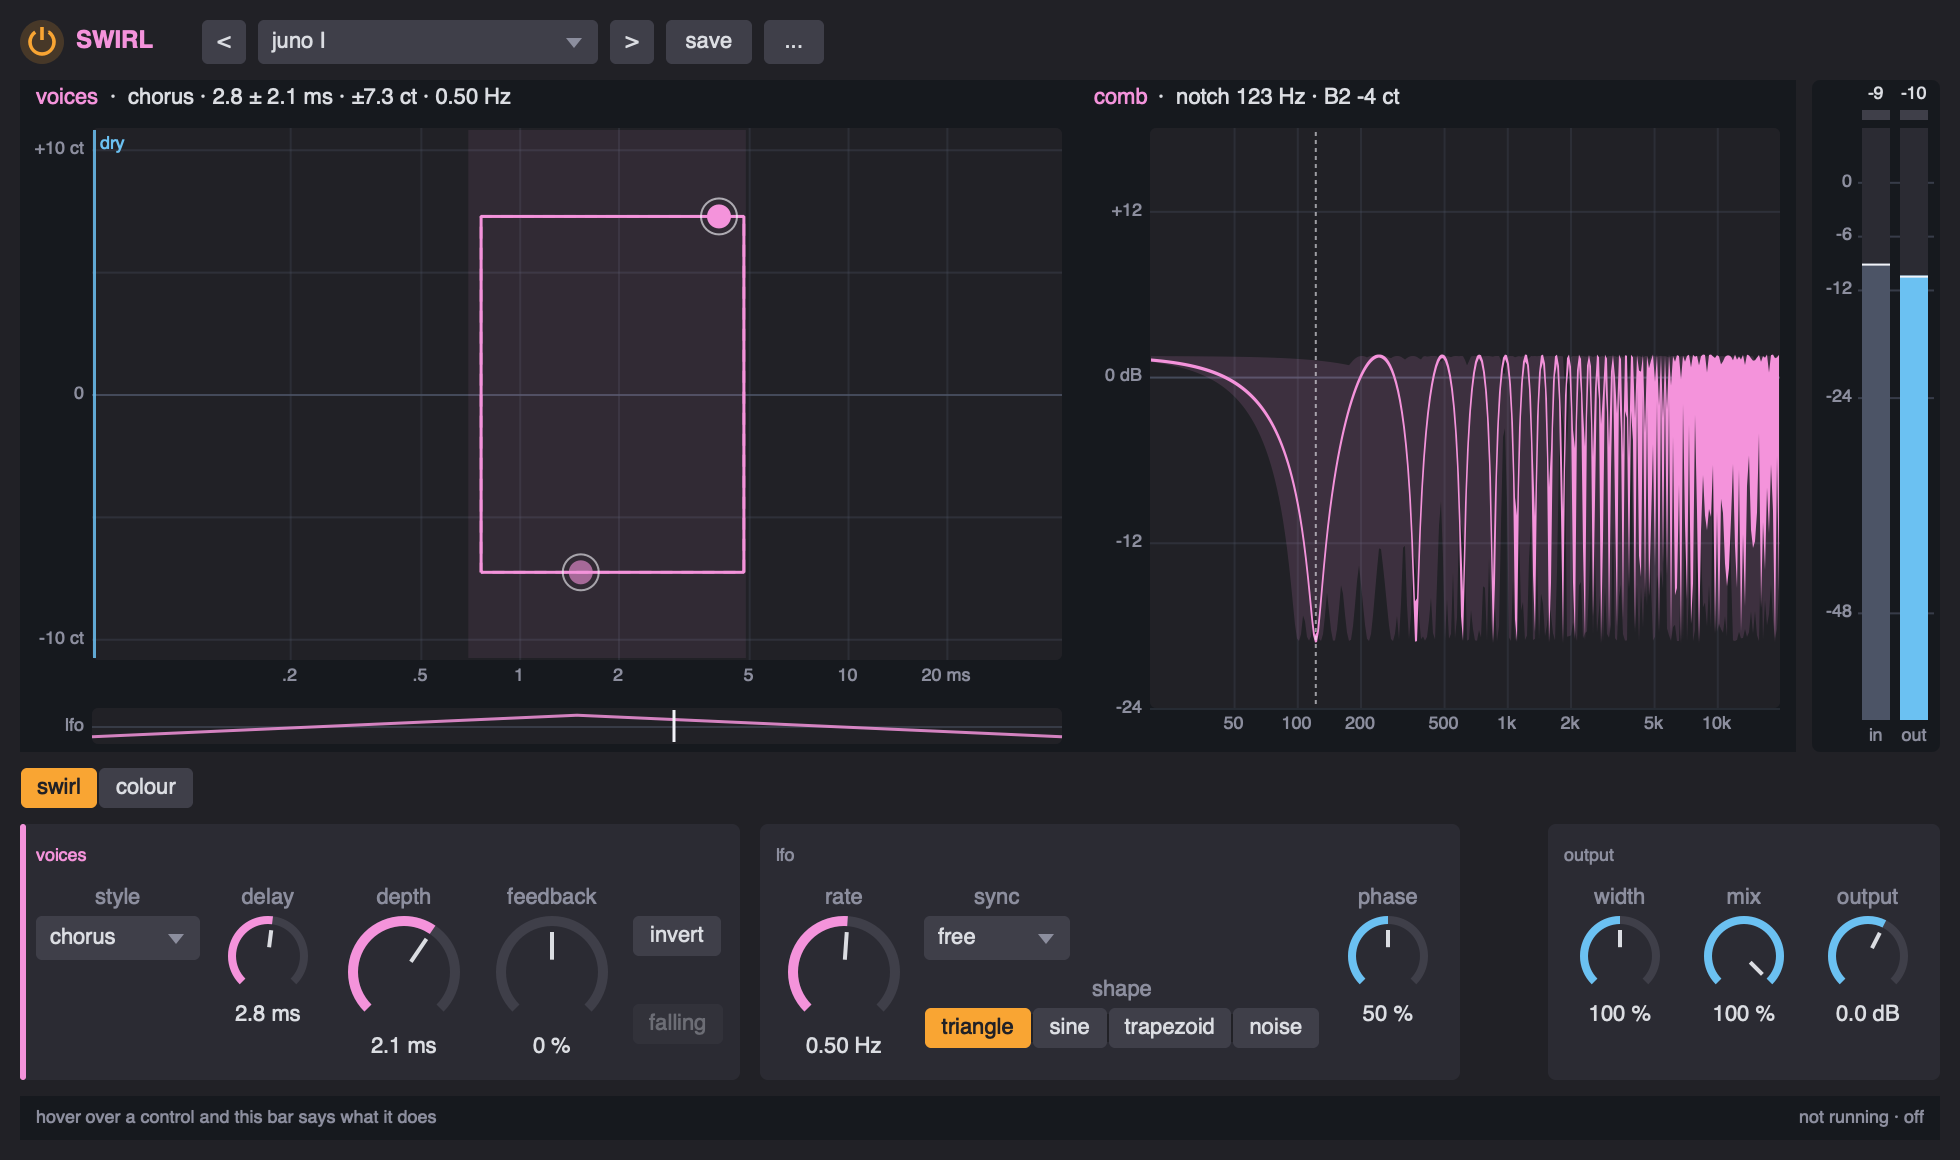 SWIRL
<
juno I
>
save
...
voices · chorus · 2.8 ± 2.1 ms · ±7.3 ct · 0.50 Hz
comb · notch 123 Hz · B2 -4 ct
-9 -10
+10 ct
dry
0
-10 ct
.2 .5 1 2 5 10 20 ms
lfo
+12
0 dB
-12
-24
50 100 200 500 1k 2k 5k 10k
0
-6
-12
-24
-48
in out
swirl
colour
voices
style
delay
depth
feedback
chorus
invert
falling
2.8 ms
2.1 ms
0 %
lfo
rate
sync
phase
free
shape
triangle
sine
trapezoid
noise
0.50 Hz
50 %
output
width
mix
output
100 %
100 %
0.0 dB
hover over a control and this bar says what it does
not running · off